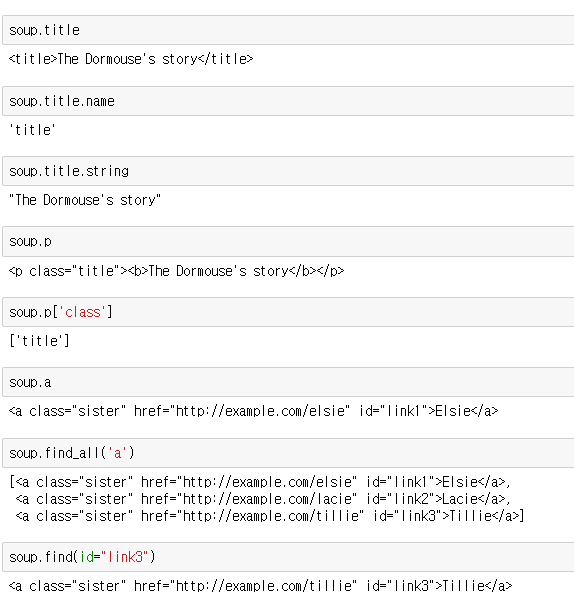 soup.title
<title>The Dormouse's story</title>
soup.title.name
'title'
soup.title.string
"The Dormouse's story"
soup.p
<p class="title"><b>The Dormouse's story</b></p>
soup.p['class']
['title']
soup.a
<a class="sister" href="http://example.com/elsie" id="link1">Elsie</a>
soup.find_all('a')
[<a class="sister" href="http://example.com/elsie" id="link1">Elsie</a>,
 <a class="sister" href="http://example.com/lacie" id="link2">Lacie</a>,
 <a class="sister" href="http://example.com/tillie" id="link3">Tillie</a>]
soup.find(id="link3")
<a class="sister" href="http://example.com/tillie" id="link3">Tillie</a>